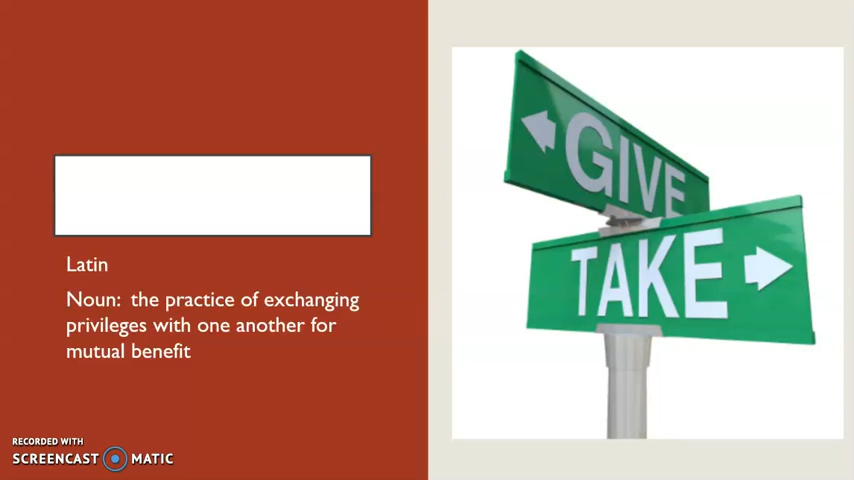 Latin
Noun:  the practice of exchanging
privileges with one another for
mutual benefit
GIVE
TAKE
RECORDED WITH
SCREENCAST MATIC